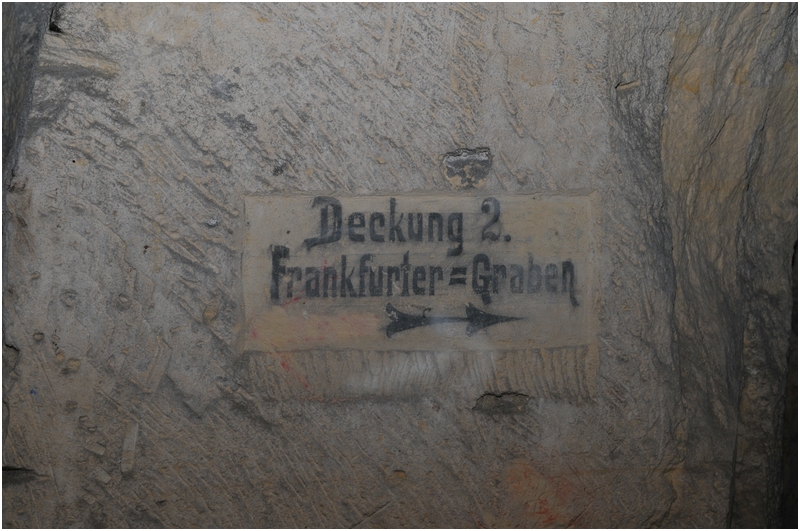 Deckung 2.
Frankfurter=Graben